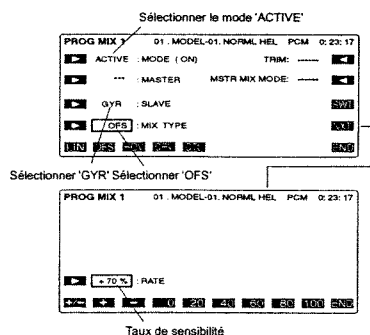 Sélectionner le mode 'ACTIVE'
PROG MIX 1 01. MODEL-01. NORML HEL PCM 0: 23: 17
ACTIVE : MODE ( ON) TRIM: -----
--- : MASTER MSTR MIX MODE: -----
GYR : SLAVE SWT
OFS : MIX TYPE NXT
LIN END
Sélectionner 'GYR' Sélectionner 'OFS'
PROG MIX 1 01 . MODEL-01. NORML HEL PCM 0: 23: 17
+ 70 % : RATE
+/- + - 0 20 40 60 80 100 END
Taux de sensibilité